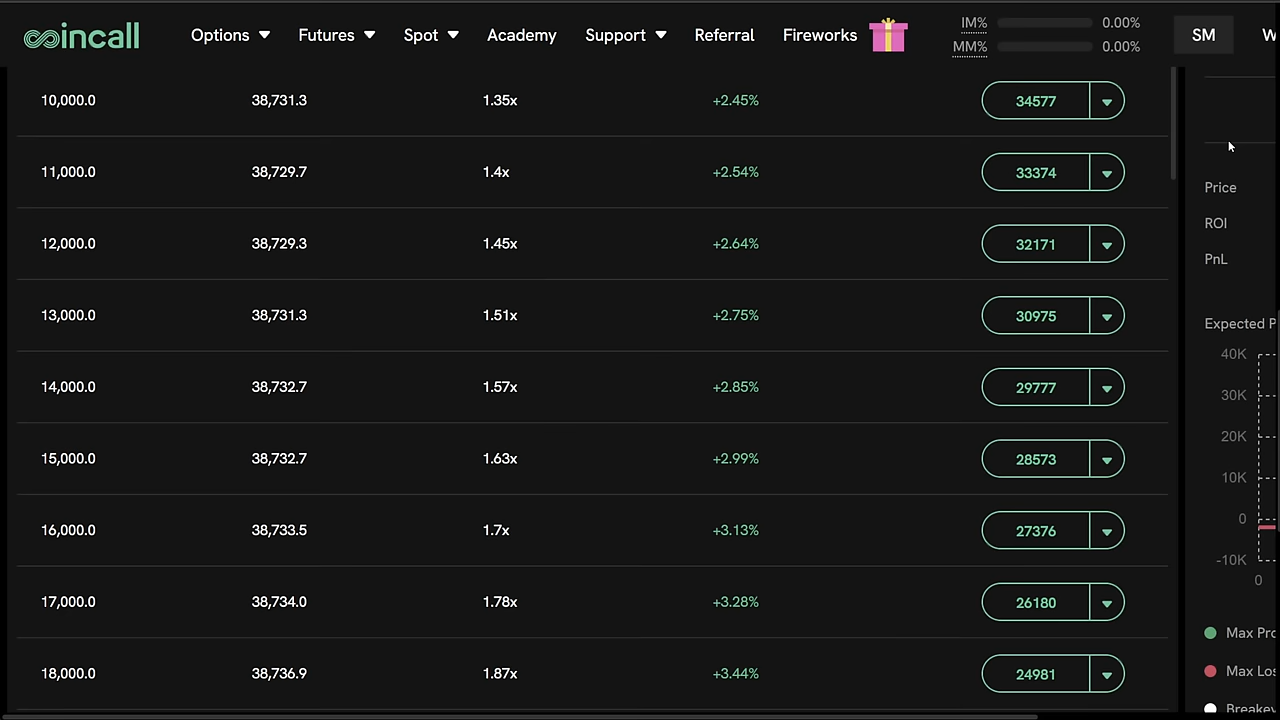 coincall Options Futures Spot Academy Support Referral Fireworks IM% 0.00% MM% 0.00% SM W
10,000.0 38,731.3 1.35x +2.45% 34577
11,000.0 38,729.7 1.4x +2.54% 33374
12,000.0 38,729.3 1.45x +2.64% 32171
13,000.0 38,731.3 1.51x +2.75% 30975
14,000.0 38,732.7 1.57x +2.85% 29777
15,000.0 38,732.7 1.63x +2.99% 28573
16,000.0 38,733.5 1.7x +3.13% 27376
17,000.0 38,734.0 1.78x +3.28% 26180
18,000.0 38,736.9 1.87x +3.44% 24981
Price
ROI
PnL
Expected P
40K
30K
20K
10K
0
-10K
0
Max Pro
Max Los
Breakev